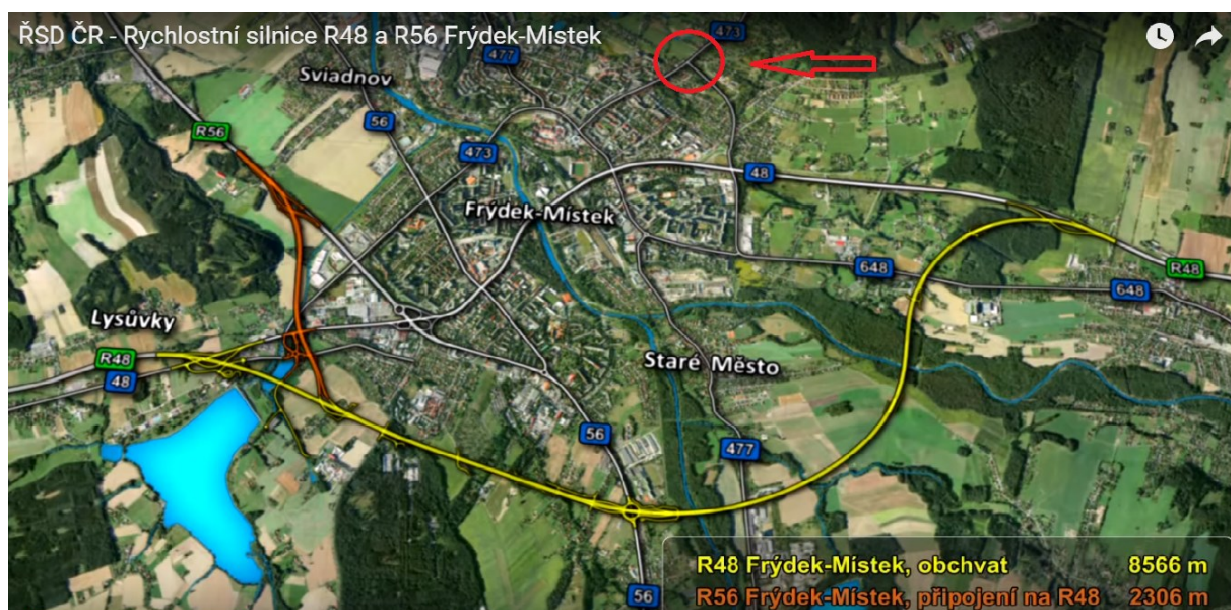 ŘSD ČR - Rychlostní silnice R48 a R56 Frýdek-Místek
473
477
Sviadnov
56
R56
473
48
Frýdek-Místek
648
R48
648
Lysůvky
R48
48
Staré Město
56
477
56
R48 Frýdek-Místek, obchvat 8566 m
R56 Frýdek-Místek, připojení na R48 2306 m